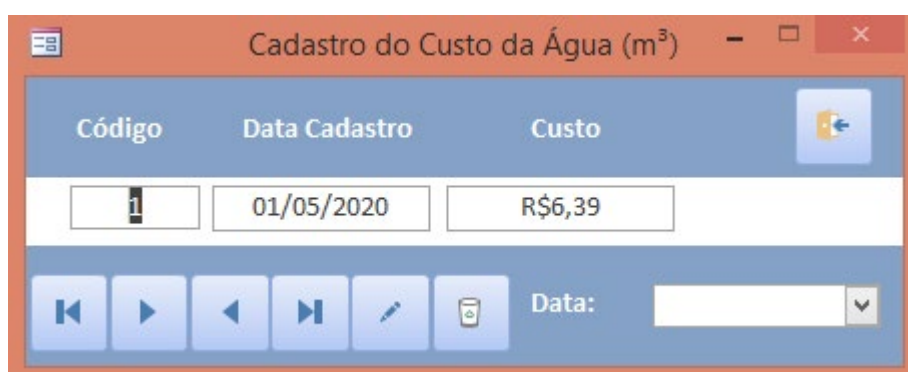 Cadastro do Custo da Água (m³)
Código Data Cadastro Custo
1 01/05/2020 R$6,39
Data: